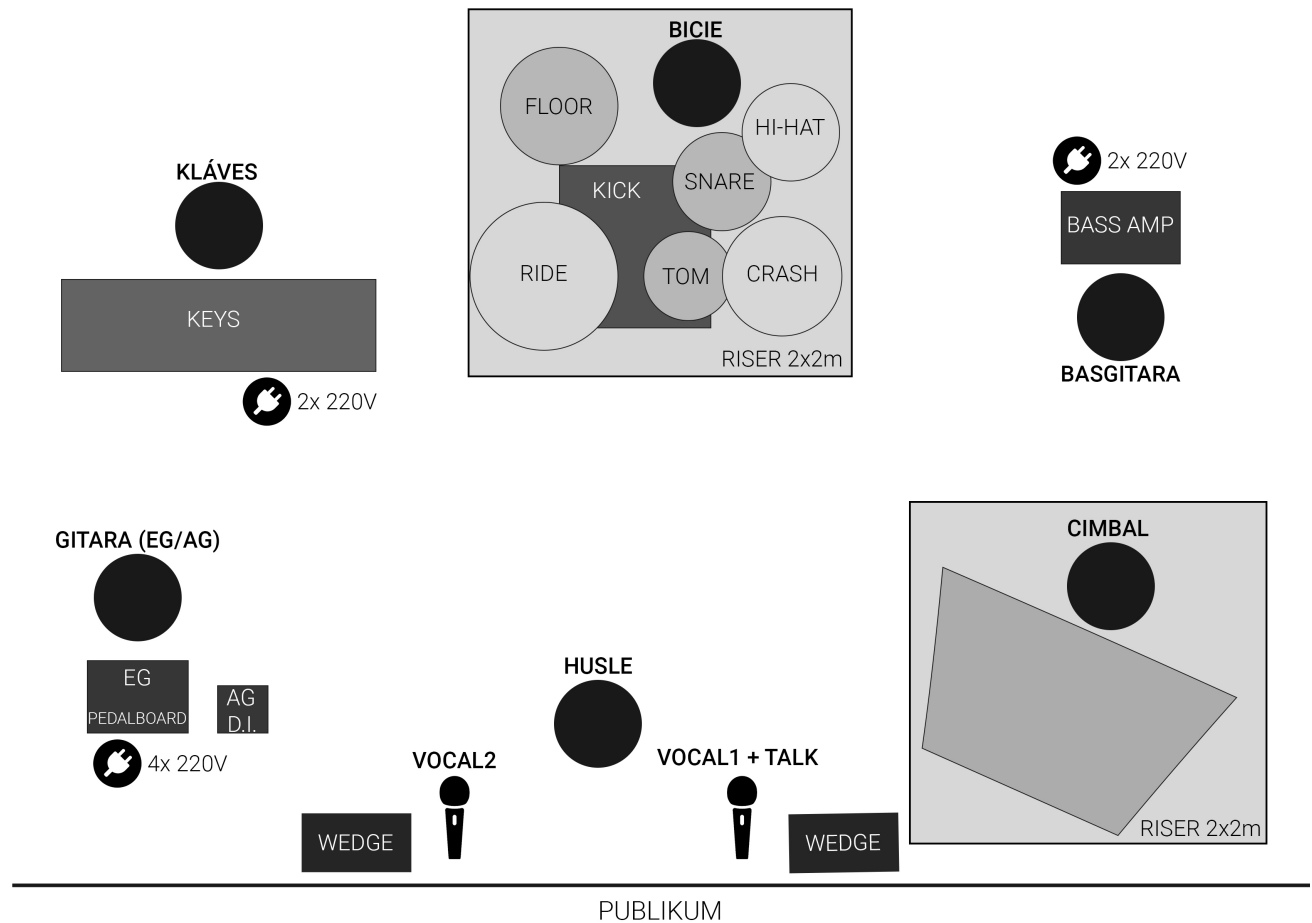 BICIE
FLOOR
HI-HAT
SNARE
KICK
RIDE
TOM
CRASH
RISER 2x2m
KLÁVES
KEYS
2x 220V
2x 220V
BASS AMP
BASGITARA
GITARA (EG/AG)
EG
PEDALBOARD
AG
D.I.
4x 220V
HUSLE
VOCAL2
VOCAL1 + TALK
WEDGE
WEDGE
CIMBAL
RISER 2x2m
PUBLIKUM